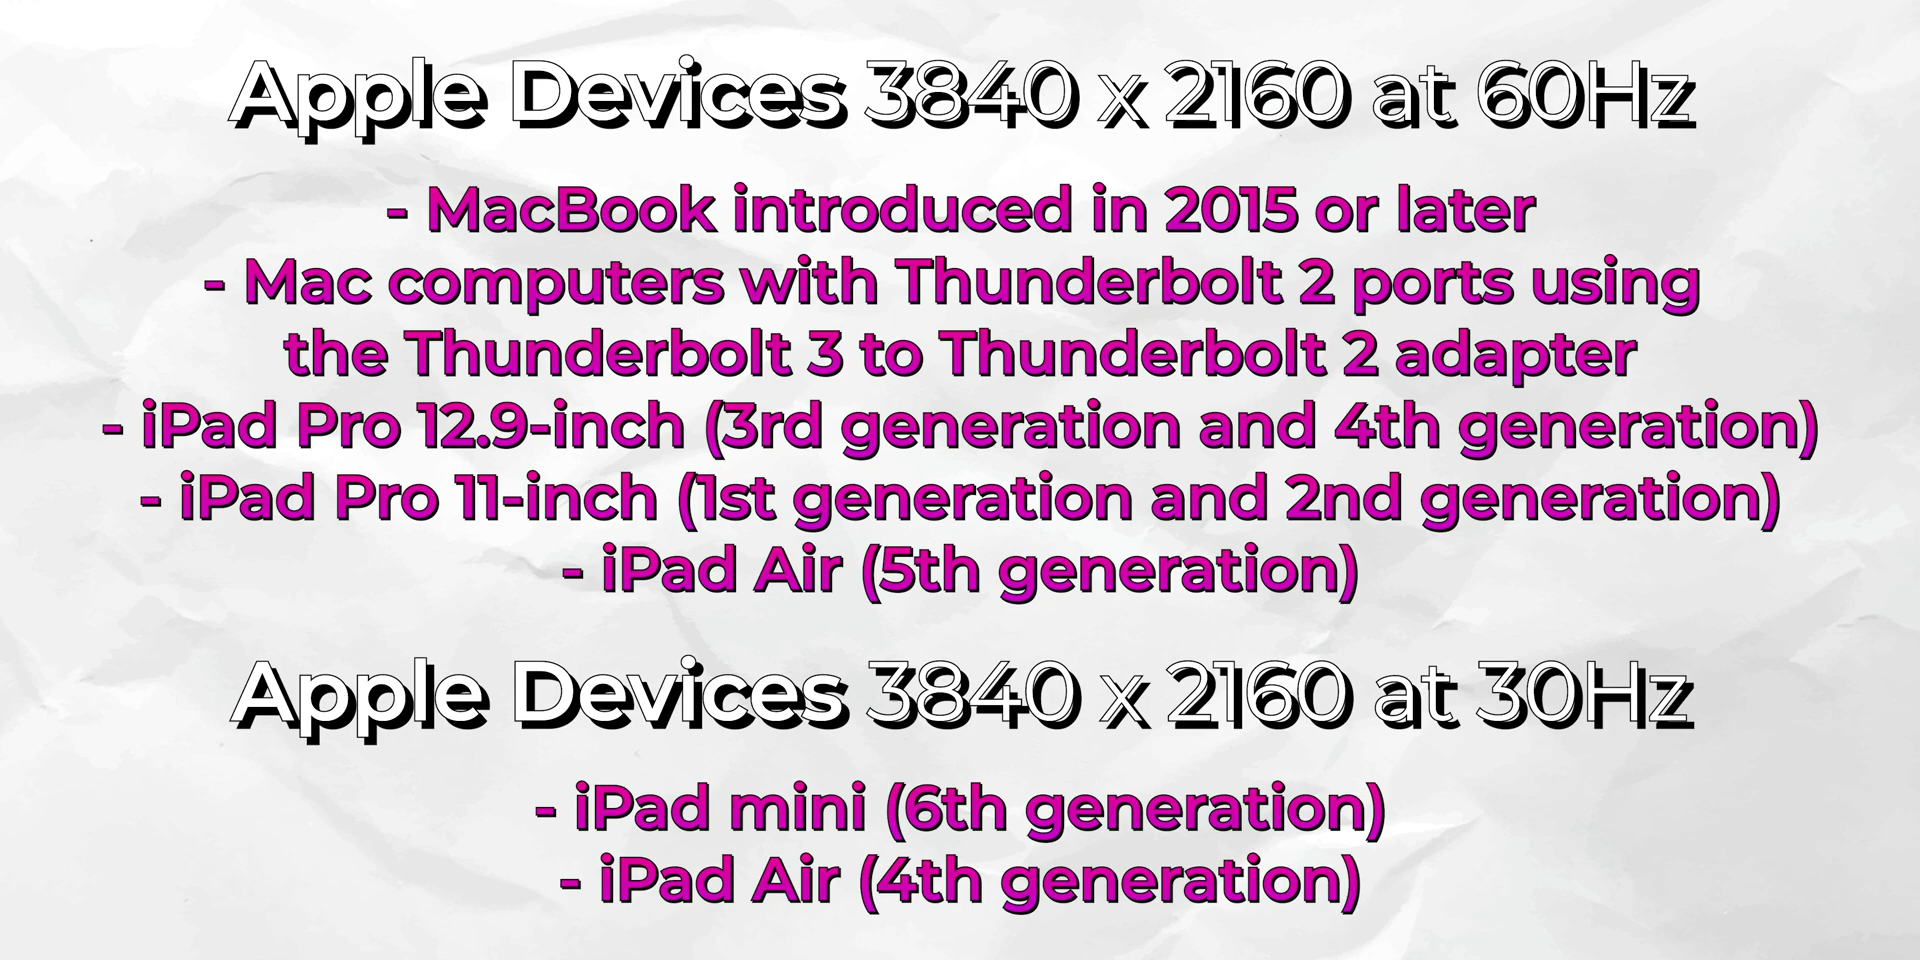 Apple Devices 3840 x 2160 at 60Hz
- MacBook introduced in 2015 or later
- Mac computers with Thunderbolt 2 ports using
the Thunderbolt 3 to Thunderbolt 2 adapter
- iPad Pro 12.9-inch (3rd generation and 4th generation)
- iPad Pro 11-inch (1st generation and 2nd generation)
- iPad Air (5th generation)
Apple Devices 3840 x 2160 at 30Hz
- iPad mini (6th generation)
- iPad Air (4th generation)